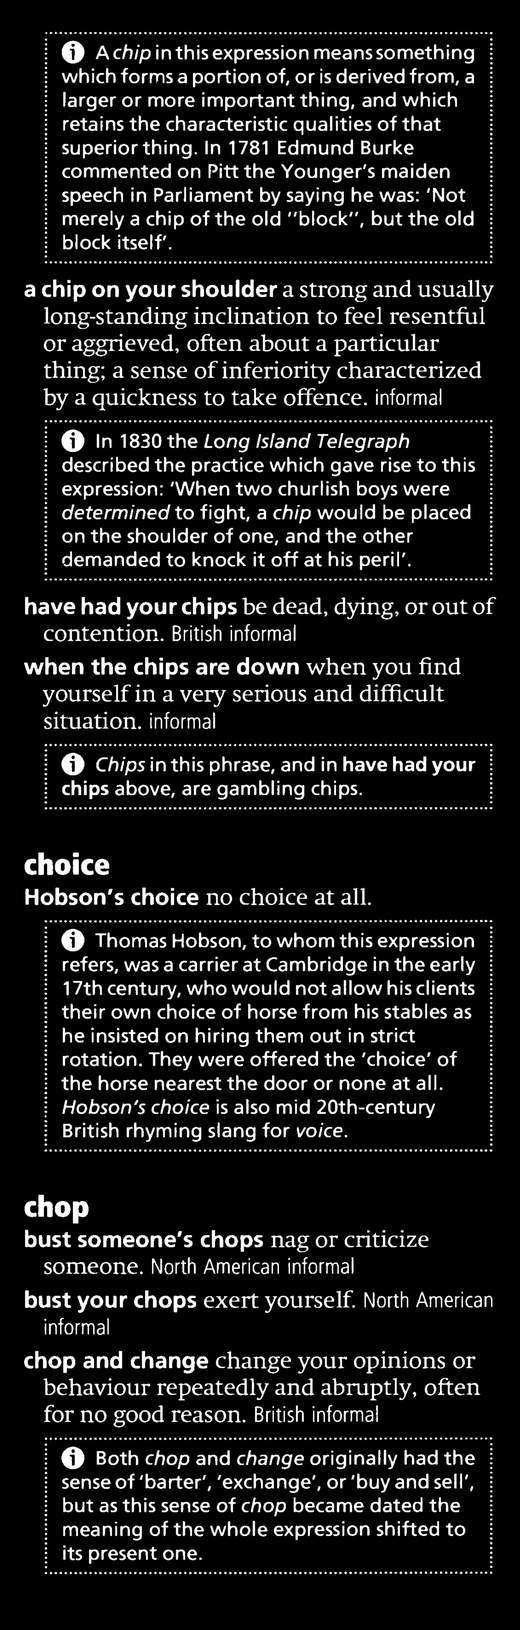 ⓘ A chip in this expression means something
which forms a portion of, or is derived from, a
larger or more important thing, and which
retains the characteristic qualities of that
superior thing. In 1781 Edmund Burke
commented on Pitt the Younger's maiden
speech in Parliament by saying he was: 'Not
merely a chip of the old "block", but the old
block itself'.
a chip on your shoulder a strong and usually
long-standing inclination to feel resentful
or aggrieved, often about a particular
thing; a sense of inferiority characterized
by a quickness to take offence. informal
ⓘ In 1830 the Long Island Telegraph
described the practice which gave rise to this
expression: 'When two churlish boys were
determined to fight, a chip would be placed
on the shoulder of one, and the other
demanded to knock it off at his peril'.
have had your chips be dead, dying, or out of
contention. British informal
when the chips are down when you find
yourself in a very serious and difficult
situation. informal
ⓘ Chips in this phrase, and in have had your
chips above, are gambling chips.
choice
Hobson's choice no choice at all.
ⓘ Thomas Hobson, to whom this expression
refers, was a carrier at Cambridge in the early
17th century, who would not allow his clients
their own choice of horse from his stables as
he insisted on hiring them out in strict
rotation. They were offered the 'choice' of
the horse nearest the door or none at all.
Hobson's choice is also mid 20th-century
British rhyming slang for voice.
chop
bust someone's chops nag or criticize
someone. North American informal
bust your chops exert yourself. North American
informal
chop and change change your opinions or
behaviour repeatedly and abruptly, often
for no good reason. British informal
ⓘ Both chop and change originally had the
sense of 'barter', 'exchange', or 'buy and sell',
but as this sense of chop became dated the
meaning of the whole expression shifted to
its present one.